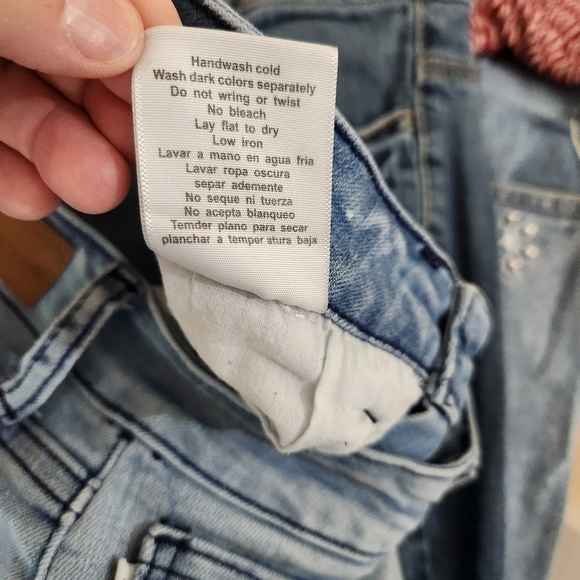 Handwash cold
Wash dark colors separately
Do not wring or twist
No bleach
Lay flat to dry
Low iron
Lavar a mano en agua fria
Lavar ropa oscura
separ ademente
No seque ni tuerza
No acepta blanqueo
Temder plano para secar
planchar a temper atura baja